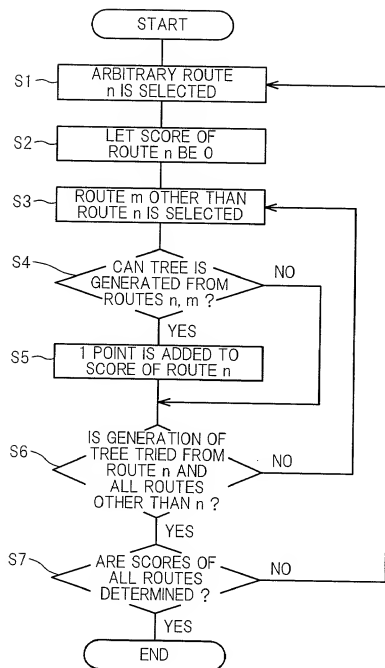 START
S1
ARBITRARY ROUTE
n IS SELECTED
S2
LET SCORE OF
ROUTE n BE 0
S3
ROUTE m OTHER THAN
ROUTE n IS SELECTED
S4
CAN TREE IS
GENERATED FROM
ROUTES n, m ?
NO
YES
S5
1 POINT IS ADDED TO
SCORE OF ROUTE n
S6
IS GENERATION OF
TREE TRIED FROM
ROUTE n AND
ALL ROUTES
OTHER THAN n ?
NO
YES
S7
ARE SCORES OF
ALL ROUTES
DETERMINED ?
NO
YES
END